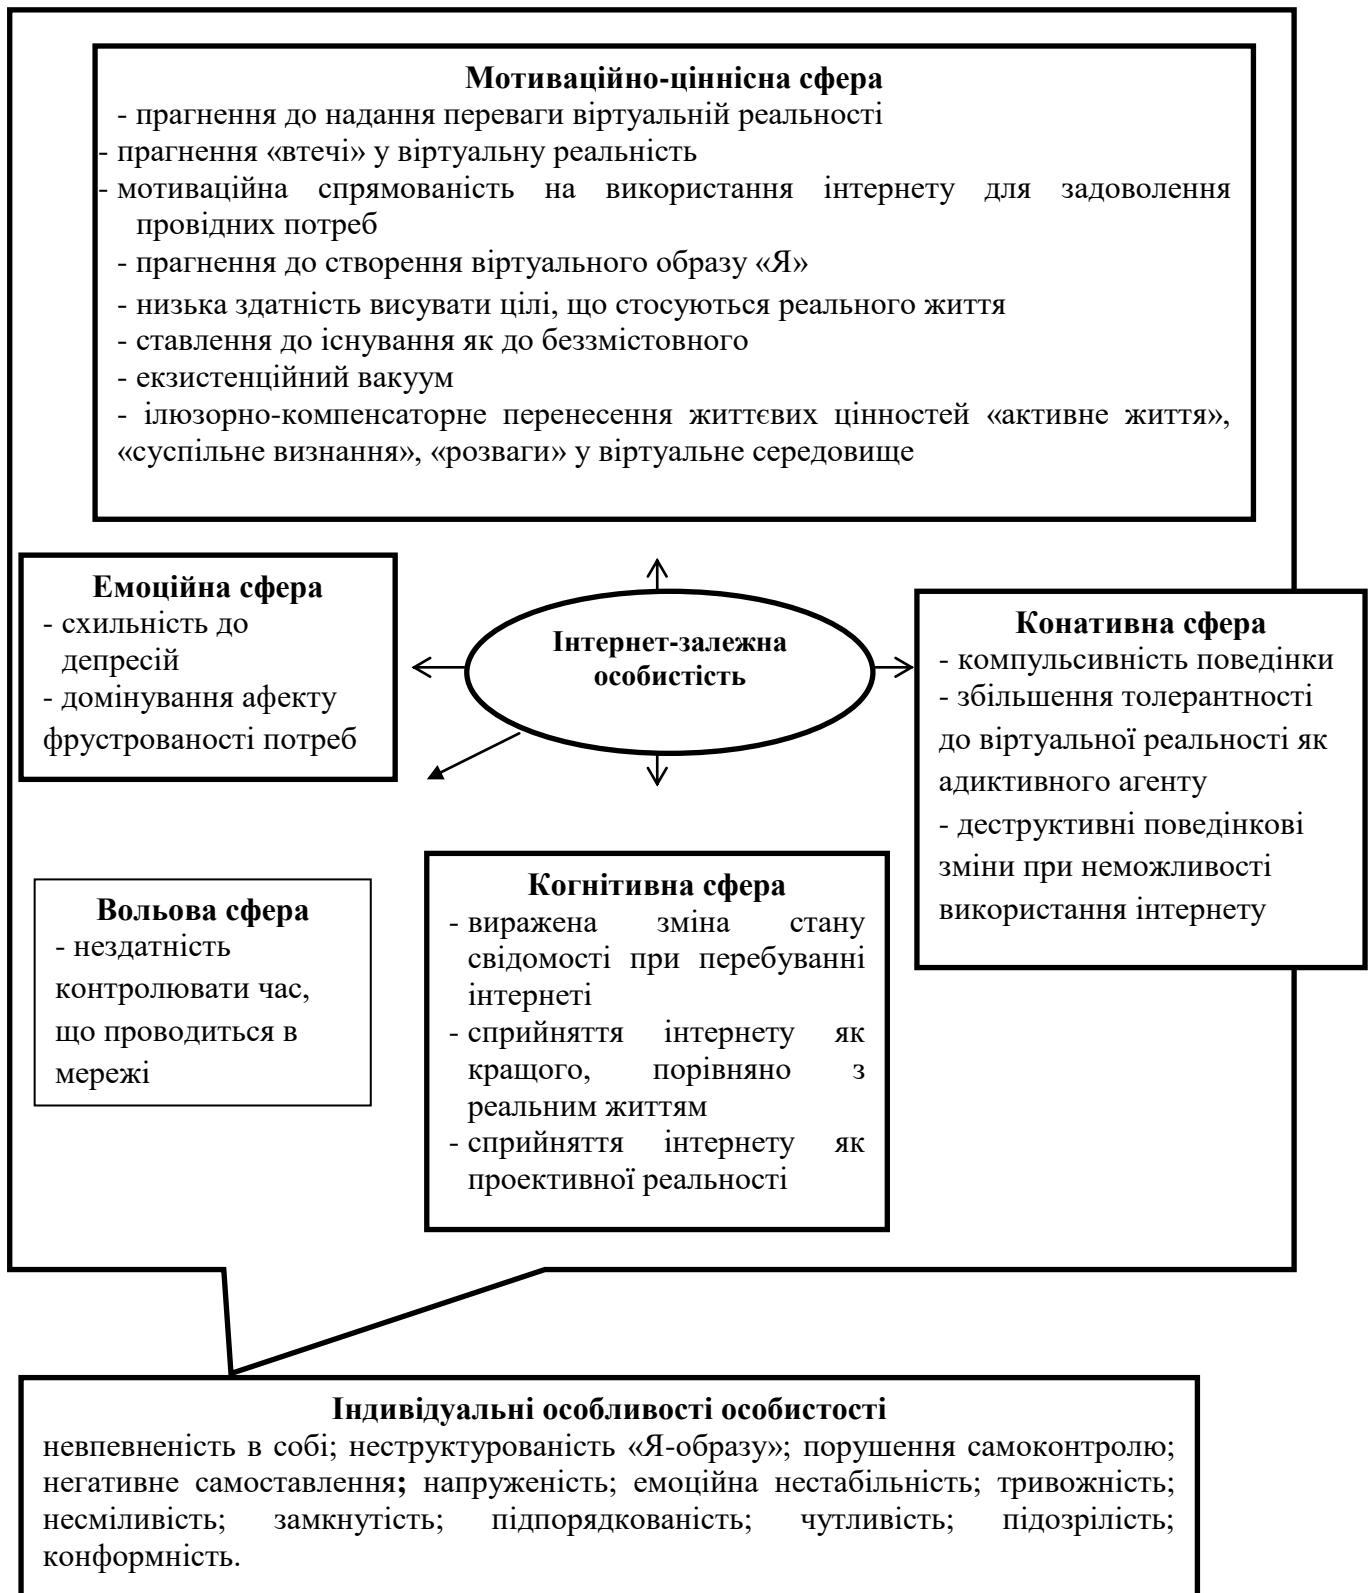 Мотиваційно-ціннісна сфера
- прагнення до надання переваги віртуальній реальності
- прагнення «втечі» у віртуальну реальність
- мотиваційна спрямованість на використання інтернету для задоволення
провідних потреб
- прагнення до створення віртуального образу «Я»
- низька здатність висувати цілі, що стосуються реального життя
- ставлення до існування як до беззмістовного
- екзистенційний вакуум
- ілюзорно-компенсаторне перенесення життєвих цінностей «активне життя»,
«суспільне визнання», «розваги» у віртуальне середовище
Емоційна сфера
- схильність до
депресій
- домінування афекту
фрустрованості потреб
Інтернет-залежна
особистість
Конативна сфера
- компульсивність поведінки
- збільшення толерантності
до віртуальної реальності як
адиктивного агенту
- деструктивні поведінкові
зміни при неможливості
використання інтернету
Вольова сфера
- нездатність
контролювати час,
що проводиться в
мережі
Когнітивна сфера
- виражена зміна стану
свідомості при перебуванні
інтернеті
- сприйняття інтернету як
кращого, порівняно з
реальним життям
- сприйняття інтернету як
проективної реальності
Індивідуальні особливості особистості
невпевненість в собі; неструктурованість «Я-образу»; порушення самоконтролю;
негативне самоставлення; напруженість; емоційна нестабільність; тривожність;
несміливість; замкнутість; підпорядкованість; чутливість; підозрілість;
конформність.